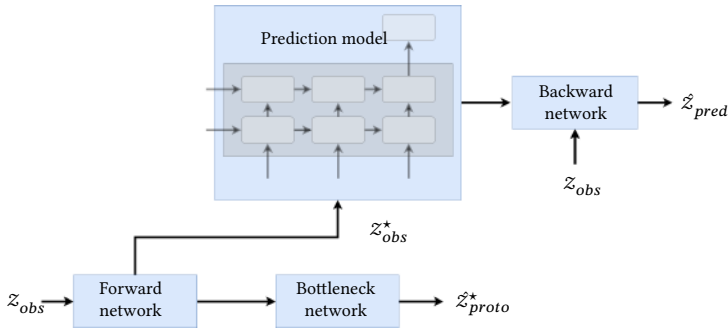 Prediction model
Backward
network
ẑ_pred
z_obs
z*_obs
z_obs
Forward
network
Bottleneck
network
ẑ*_proto